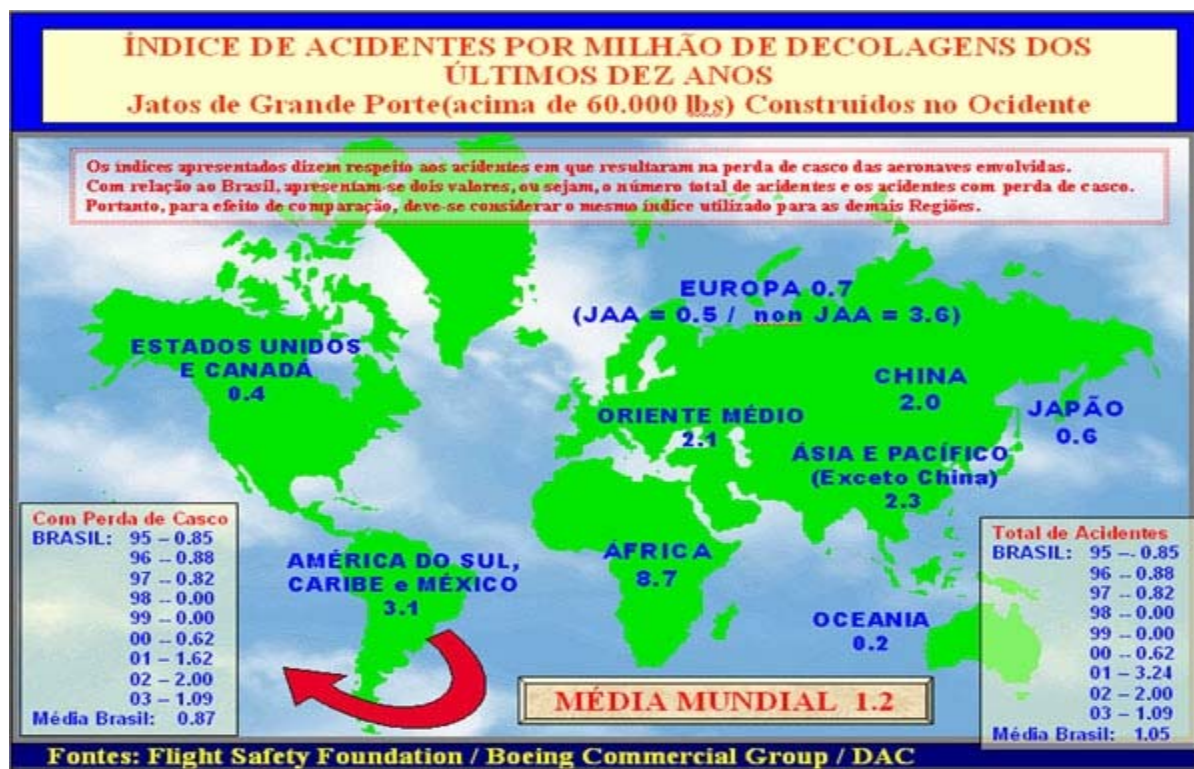 ÍNDICE DE ACIDENTES POR MILHÃO DE DECOLAGENS DOS
ÚLTIMOS DEZ ANOS
Jatos de Grande Porte(acima de 60.000 lbs) Construídos no Ocidente
Os índices apresentados dizem respeito aos acidentes em que resultaram na perda de casco das aeronaves envolvidas.
Com relação ao Brasil, apresentam-se dois valores, ou sejam, o número total de acidentes e os acidentes com perda de casco.
Portanto, para efeito de comparação, deve-se considerar o mesmo índice utilizado para as demais Regiões.
EUROPA 0.7
(JAA = 0.5 / non JAA = 3.6)
ESTADOS UNIDOS
E CANADÁ
0.4
CHINA
2.0
JAPÃO
0.6
ORIENTE MÉDIO
2.1
ÁSIA E PACÍFICO
(Exceto China)
2.3
AMÉRICA DO SUL,
CARIBE e MÉXICO
3.1
ÁFRICA
8.7
OCEANIA
0.2
Com Perda de Casco
BRASIL: 95 – 0.85
96 – 0.88
97 – 0.82
98 – 0.00
99 – 0.00
00 – 0.62
01 – 1.62
02 – 2.00
03 – 1.09
Média Brasil: 0.87
Total de Acidentes
BRASIL: 95 –- 0.85
96 – 0.88
97 – 0.82
98 – 0.00
99 – 0.00
00 – 0.62
01 – 3.24
02 – 2.00
03 – 1.09
Média Brasil: 1.05
MÉDIA MUNDIAL 1.2
Fontes: Flight Safety Foundation / Boeing Commercial Group / DAC